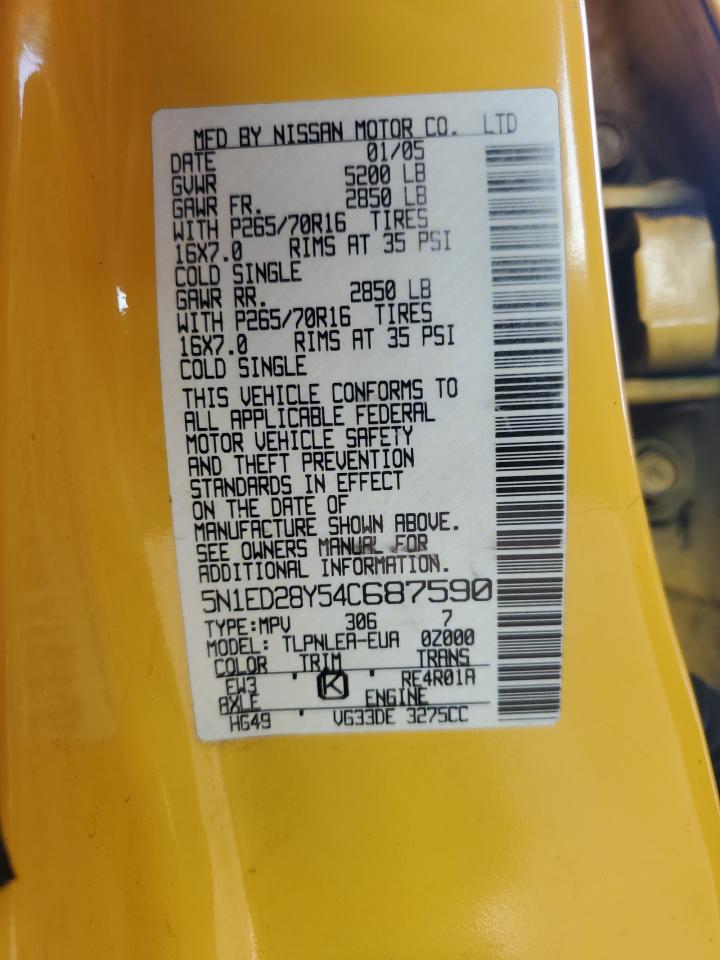 MFD BY NISSAN MOTOR CO. LTD
DATE 01/05
GVWR 5200 LB
GAWR FR. 2850 LB
WITH P265/70R16 TIRES
16X7.0 RIMS AT 35 PSI
COLD SINGLE
GAWR RR. 2850 LB
WITH P265/70R16 TIRES
16X7.0 RIMS AT 35 PSI
COLD SINGLE
THIS VEHICLE CONFORMS TO
ALL APPLICABLE FEDERAL
MOTOR VEHICLE SAFETY
AND THEFT PREVENTION
STANDARDS IN EFFECT
ON THE DATE OF
MANUFACTURE SHOWN ABOVE.
SEE OWNERS MANUAL FOR
ADDITIONAL INFORMATION.
5N1ED28Y54C687590
TYPE:MPV 306 7
MODEL: TLPNLEA-EUA 0Z000
COLOR TRIM TRANS
EW3 K RE4R01A
AXLE ENGINE
HG49 VG33DE 3275CC